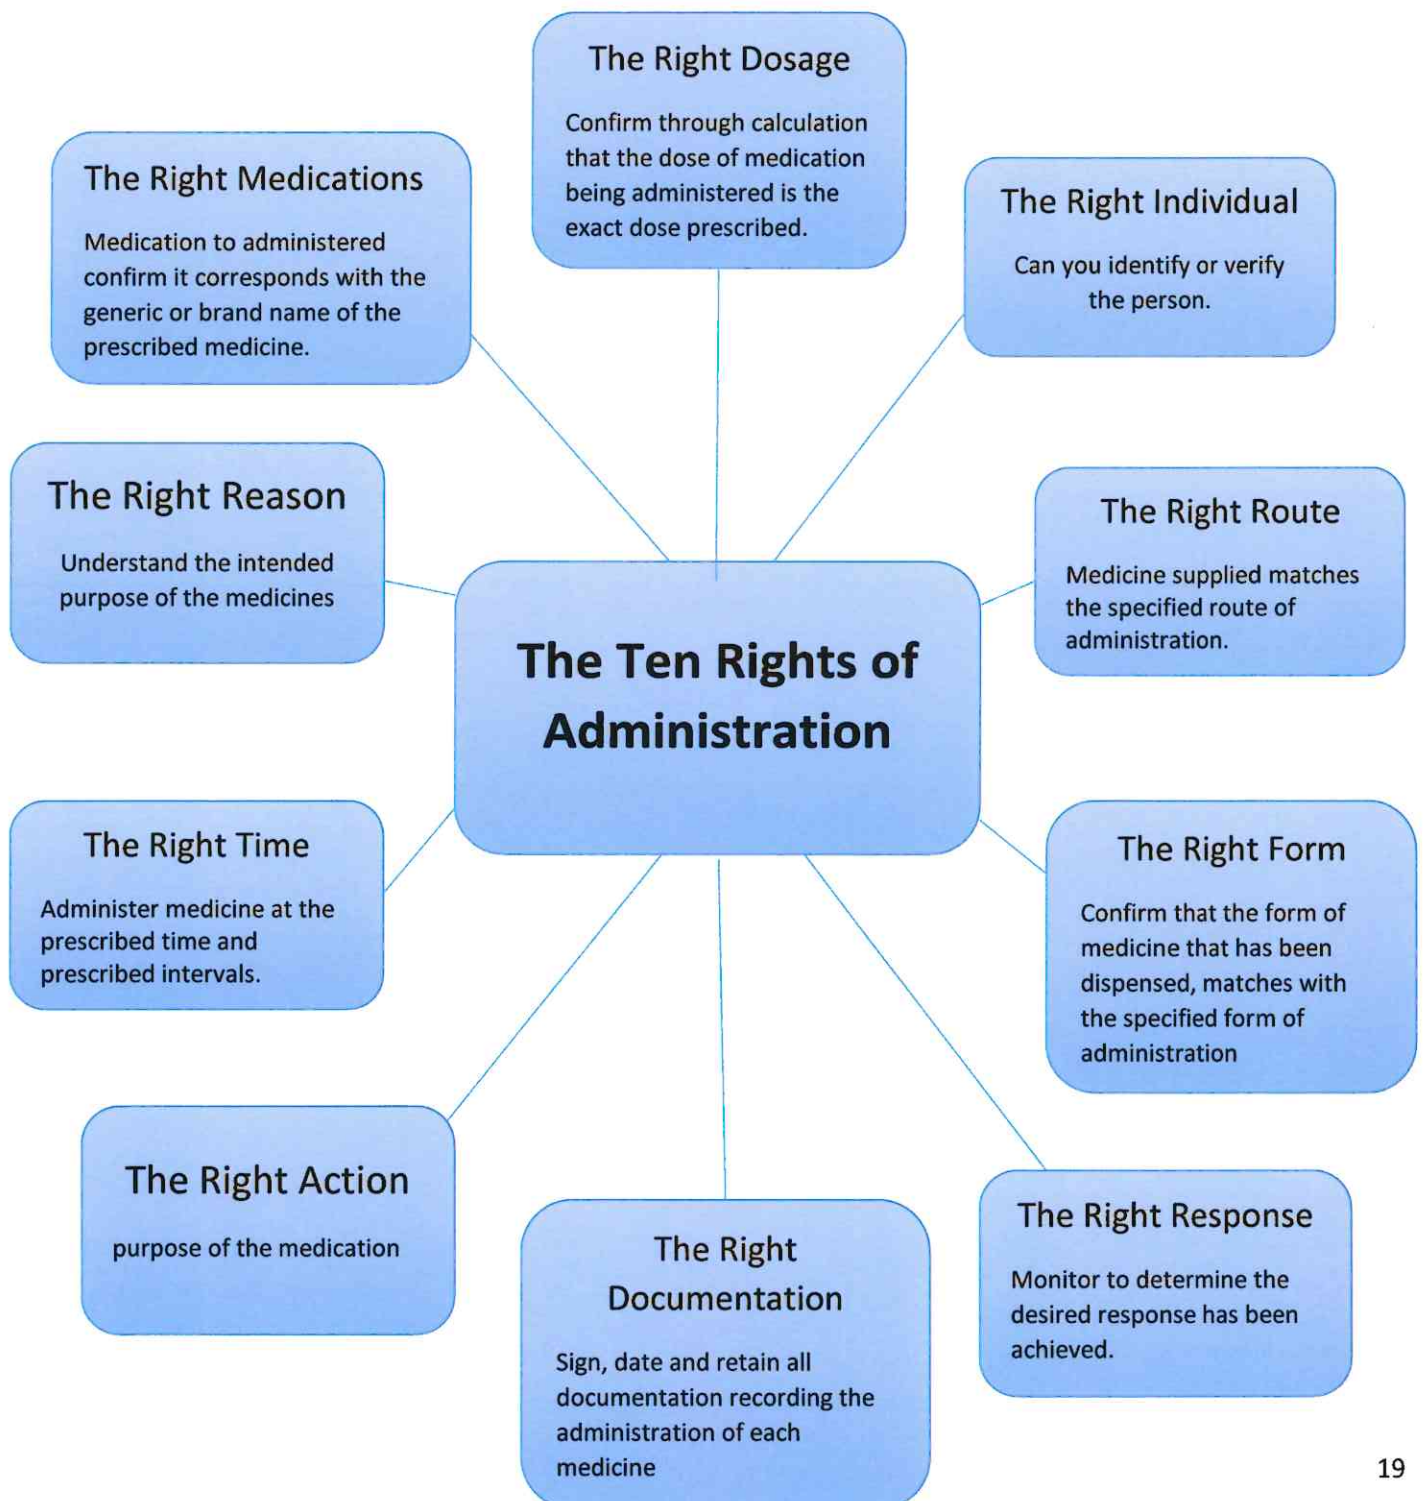 The Right Dosage
Confirm through calculation
that the dose of medication
being administered is the
exact dose prescribed.
The Right Medications
Medication to administered
confirm it corresponds with the
generic or brand name of the
prescribed medicine.
The Right Individual
Can you identify or verify
the person.
The Right Reason
Understand the intended
purpose of the medicines
The Right Route
Medicine supplied matches
the specified route of
administration.
The Ten Rights of
Administration
The Right Time
Administer medicine at the
prescribed time and
prescribed intervals.
The Right Form
Confirm that the form of
medicine that has been
dispensed, matches with
the specified form of
administration
The Right Action
purpose of the medication
The Right
Documentation
Sign, date and retain all
documentation recording the
administration of each
medicine
The Right Response
Monitor to determine the
desired response has been
achieved.
19